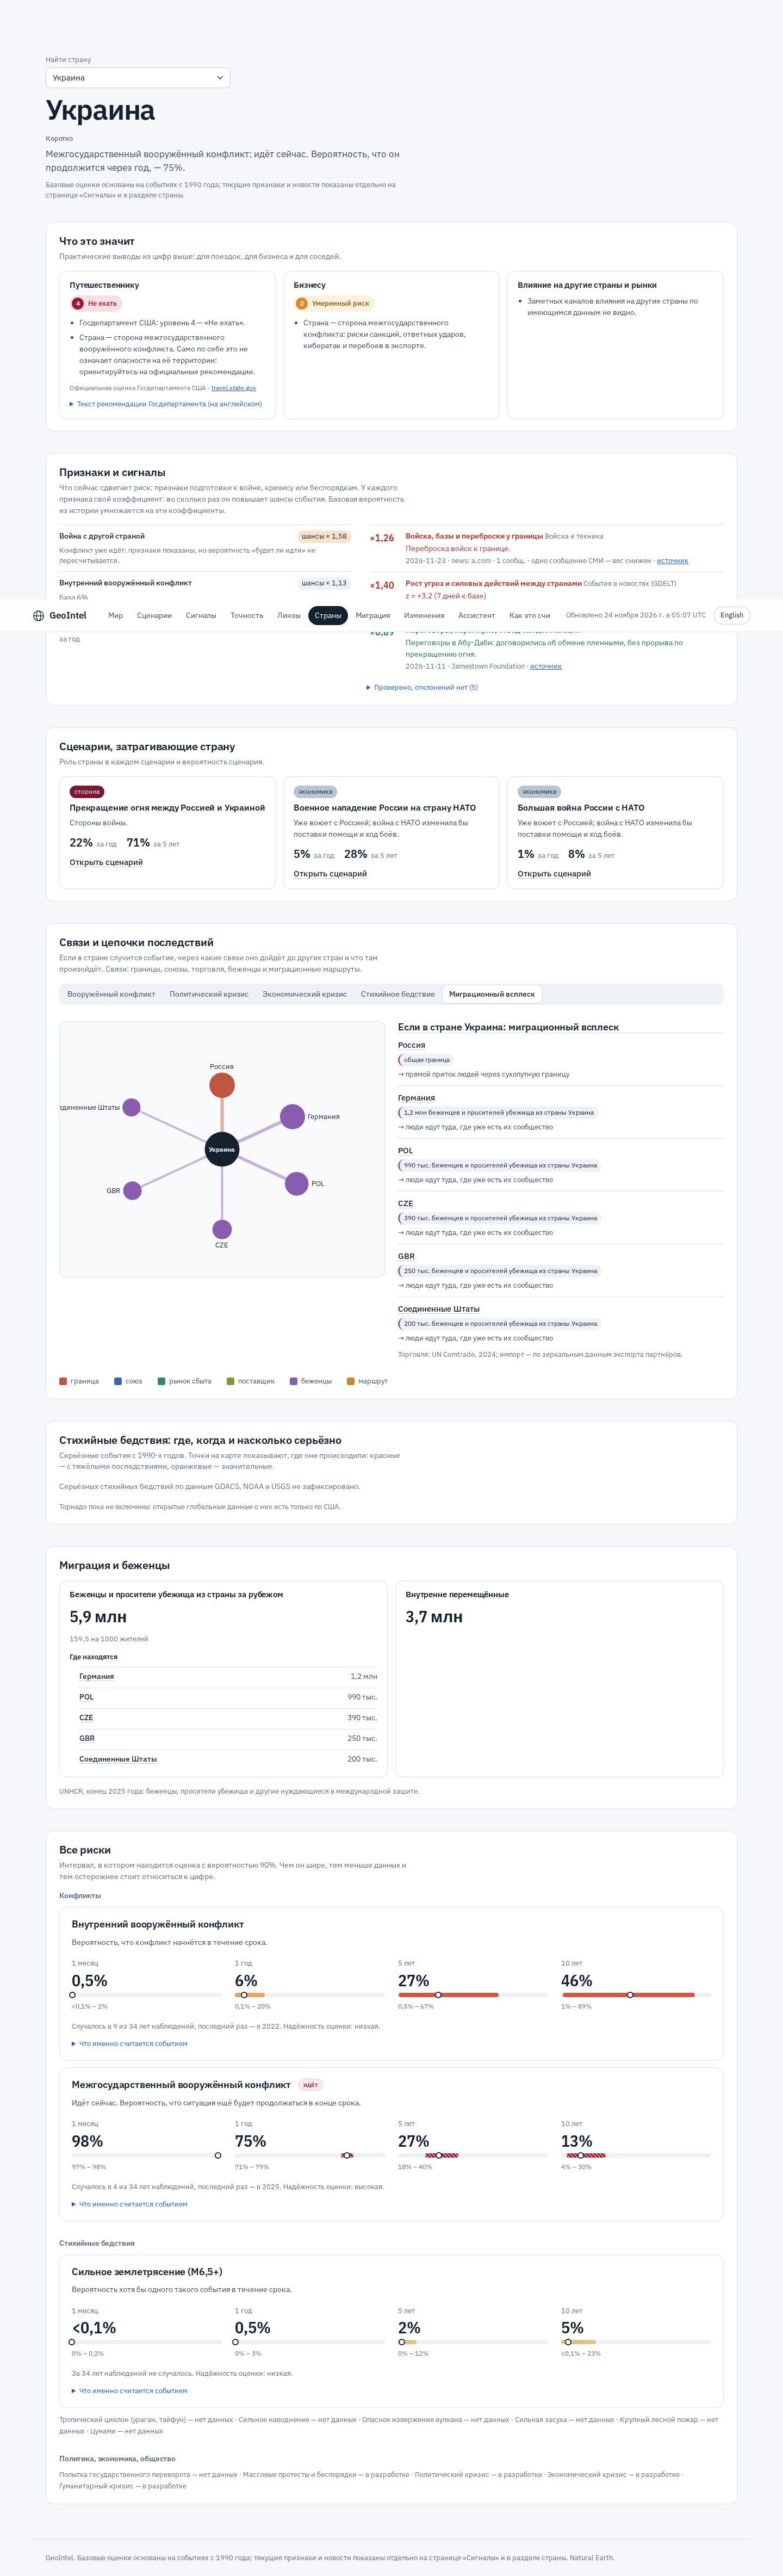 Найти страну
Украина
Украина
Коротко
Межгосударственный вооружённый конфликт: идёт сейчас. Вероятность, что он
продолжится через год, — 75%.
Базовые оценки основаны на событиях с 1990 года; текущие признаки и новости показаны отдельно на
странице «Сигналы» и в разделе страны.
Что это значит
Практические выводы из цифр выше: для поездок, для бизнеса и для соседей.
Путешественнику
4 Не ехать
Госдепартамент США: уровень 4 — «Не ехать».
Страна — сторона межгосударственного
вооружённого конфликта. Само по себе это не
означает опасности на её территории:
ориентируйтесь на официальные рекомендации.
Официальная оценка Госдепартамента США · travel.state.gov
Текст рекомендации Госдепартамента (на английском)
Бизнесу
2 Умеренный риск
Страна — сторона межгосударственного
конфликта: риски санкций, ответных ударов,
кибератак и перебоев в экспорте.
Влияние на другие страны и рынки
Заметных каналов влияния на другие страны по
имеющимся данным не видно.
Признаки и сигналы
Что сейчас сдвигает риск: признаки подготовки к войне, кризису или беспорядкам. У каждого
признака свой коэффициент: во сколько раз он повышает шансы события. Базовая вероятность
из истории умножается на эти коэффициенты.
Война с другой страной шансы × 1,58
Конфликт уже идёт: признаки показаны, но вероятность «будет ли идти» не
пересчитывается.
Внутренний вооружённый конфликт шансы × 1,13
база 6%
×1,26 Войска, базы и переброски у границы Войска и техника
Переброска войск к границе.
2026-11-23 · news: a.com · 1 сообщ. · одно сообщение СМИ — вес снижен · источник
×1,40 Рост угроз и силовых действий между странами События в новостях (GDELT)
z = +3.2 (7 дней к базе)
GeoIntel Мир Сценарии Сигналы Точность Линзы Страны Миграция Изменения Ассистент Как это счи Обновлено 24 ноября 2026 г. в 05:07 UTC English
за год
Переговоры в Абу-Даби: договорились об обмене пленными, без прорыва по
прекращению огня.
2026-11-11 · Jamestown Foundation · источник
Проверено, отклонений нет (5)
Сценарии, затрагивающие страну
Роль страны в каждом сценарии и вероятность сценария.
сторона
Прекращение огня между Россией и Украиной
Стороны войны.
22% за год 71% за 5 лет
Открыть сценарий
экономика
Военное нападение России на страну НАТО
Уже воюет с Россией; война с НАТО изменила бы
поставки помощи и ход боёв.
5% за год 28% за 5 лет
Открыть сценарий
экономика
Большая война России с НАТО
Уже воюет с Россией; война с НАТО изменила бы
поставки помощи и ход боёв.
1% за год 8% за 5 лет
Открыть сценарий
Связи и цепочки последствий
Если в стране случится событие, через какие связи оно дойдёт до других стран и что там
произойдёт. Связи: границы, союзы, торговля, беженцы и миграционные маршруты.
Вооружённый конфликт Политический кризис Экономический кризис Стихийное бедствие Миграционный всплеск
Россия
единенные Штаты
Германия
Украина
GBR
POL
CZE
Если в стране Украина: миграционный всплеск
Россия
общая граница
→ прямой приток людей через сухопутную границу
Германия
1,2 млн беженцев и просителей убежища из страны Украина
→ люди едут туда, где уже есть их сообщество
POL
990 тыс. беженцев и просителей убежища из страны Украина
→ люди едут туда, где уже есть их сообщество
CZE
390 тыс. беженцев и просителей убежища из страны Украина
→ люди едут туда, где уже есть их сообщество
GBR
250 тыс. беженцев и просителей убежища из страны Украина
→ люди едут туда, где уже есть их сообщество
Соединенные Штаты
200 тыс. беженцев и просителей убежища из страны Украина
→ люди едут туда, где уже есть их сообщество
Торговля: UN Comtrade, 2024; импорт — по зеркальным данным экспорта партнёров.
граница союз рынок сбыта поставщик беженцы маршрут
Стихийные бедствия: где, когда и насколько серьёзно
Серьёзные события с 1990-х годов. Точки на карте показывают, где они происходили: красные
— с тяжёлыми последствиями, оранжевые — значительные.
Серьёзных стихийных бедствий по данным GDACS, NOAA и USGS не зафиксировано.
Торнадо пока не включены: открытые глобальные данные о них есть только по США.
Миграция и беженцы
Беженцы и просители убежища из страны за рубежом
5,9 млн
159,5 на 1000 жителей
Где находятся
Германия 1,2 млн
POL 990 тыс.
CZE 390 тыс.
GBR 250 тыс.
Соединенные Штаты 200 тыс.
Внутренне перемещённые
3,7 млн
UNHCR, конец 2025 года: беженцы, просители убежища и другие нуждающиеся в международной защите.
Все риски
Интервал, в котором находится оценка с вероятностью 90%. Чем он шире, тем меньше данных и
тем осторожнее стоит относиться к цифре.
Конфликты
Внутренний вооружённый конфликт
Вероятность, что конфликт начнётся в течение срока.
1 месяц 1 год 5 лет 10 лет
0,5% 6% 27% 46%
<0,1% – 2% 0,1% – 20% 0,5% – 67% 1% – 89%
Случалось в 9 из 34 лет наблюдений, последний раз — в 2022. Надёжность оценки: низкая.
Что именно считается событием
Межгосударственный вооружённый конфликт идёт
Идёт сейчас. Вероятность, что ситуация ещё будет продолжаться в конце срока.
1 месяц 1 год 5 лет 10 лет
98% 75% 27% 13%
97% – 98% 71% – 79% 18% – 40% 4% – 30%
Случалось в 4 из 34 лет наблюдений, последний раз — в 2025. Надёжность оценки: высокая.
Что именно считается событием
Стихийные бедствия
Сильное землетрясение (M6,5+)
Вероятность хотя бы одного такого события в течение срока.
1 месяц 1 год 5 лет 10 лет
<0,1% 0,5% 2% 5%
0% – 0,2% 0% – 3% 0% – 12% <0,1% – 23%
За 34 лет наблюдений не случалось. Надёжность оценки: низкая.
Что именно считается событием
Тропический циклон (ураган, тайфун) — нет данных · Сильное наводнение — нет данных · Опасное извержение вулкана — нет данных · Сильная засуха — нет данных · Крупный лесной пожар — нет
данных · Цунами — нет данных
Политика, экономика, общество
Попытка государственного переворота — нет данных · Массовые протесты и беспорядки — в разработке · Политический кризис — в разработке · Экономический кризис — в разработке ·
Гуманитарный кризис — в разработке
GeoIntel. Базовые оценки основаны на событиях с 1990 года; текущие признаки и новости показаны отдельно на странице «Сигналы» и в разделе страны. Natural Earth.